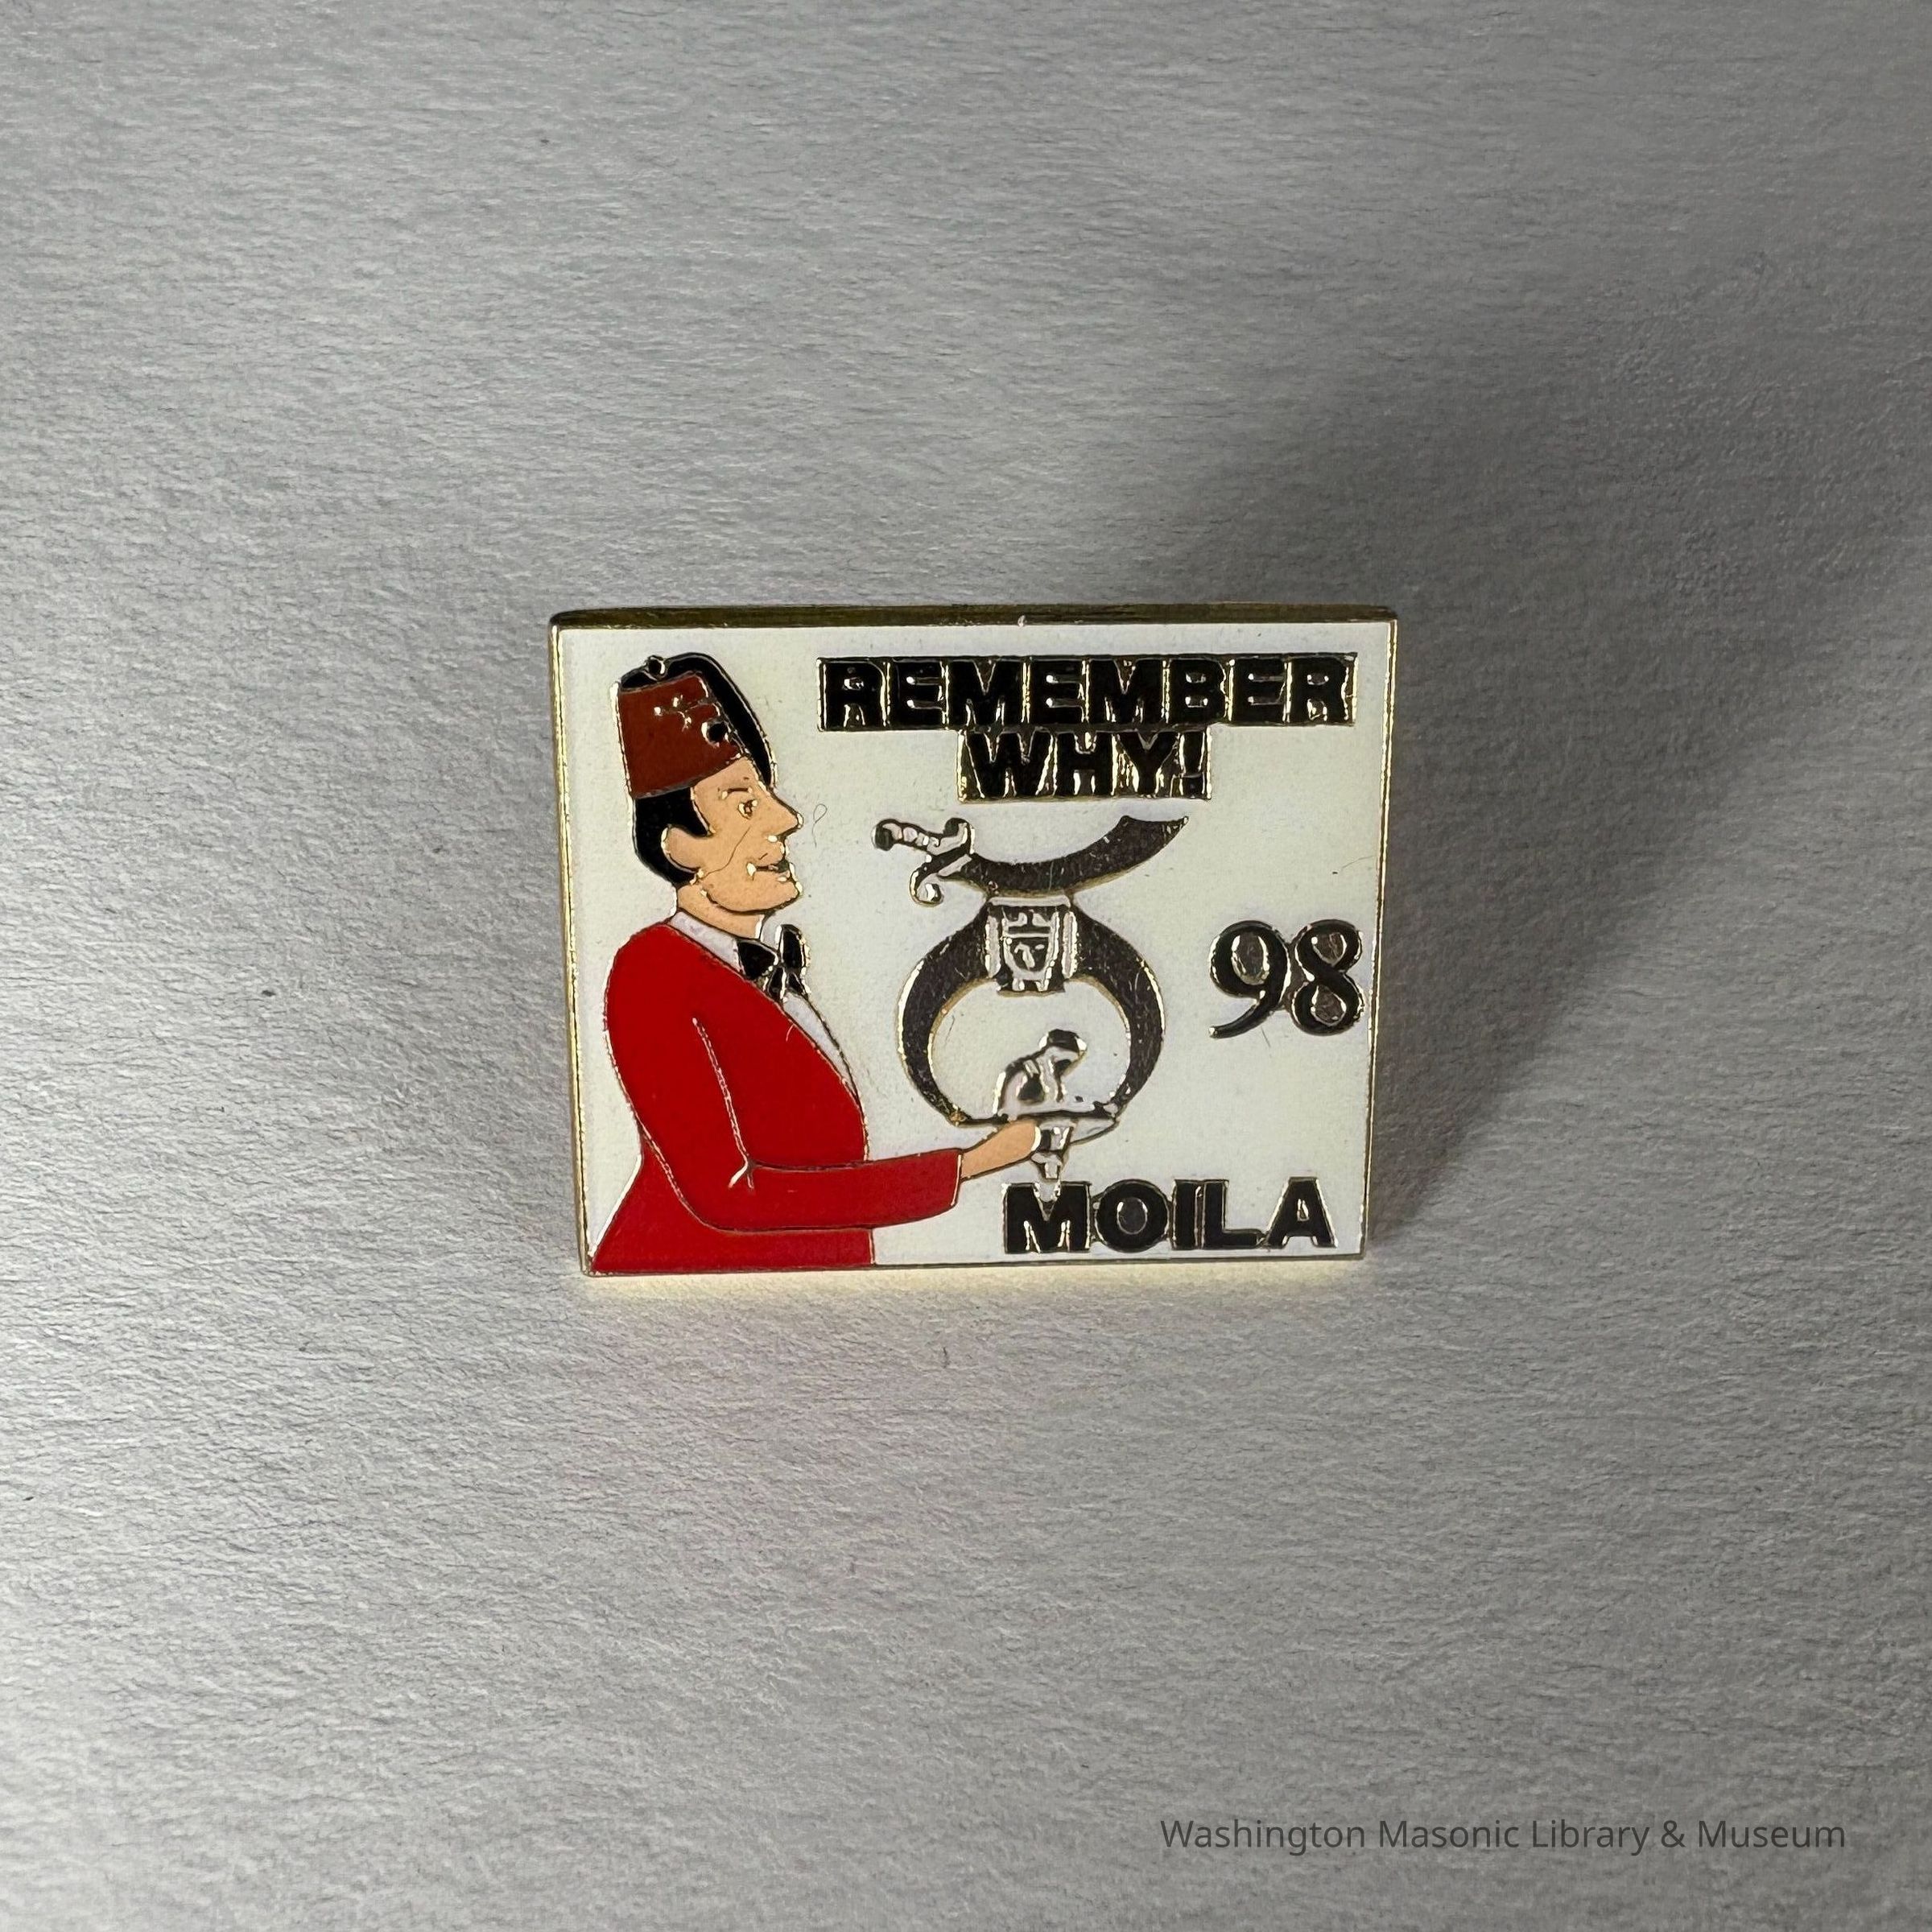 REMEMBER
WHY!
98
MOILA
Washington Masonic Library & Museum